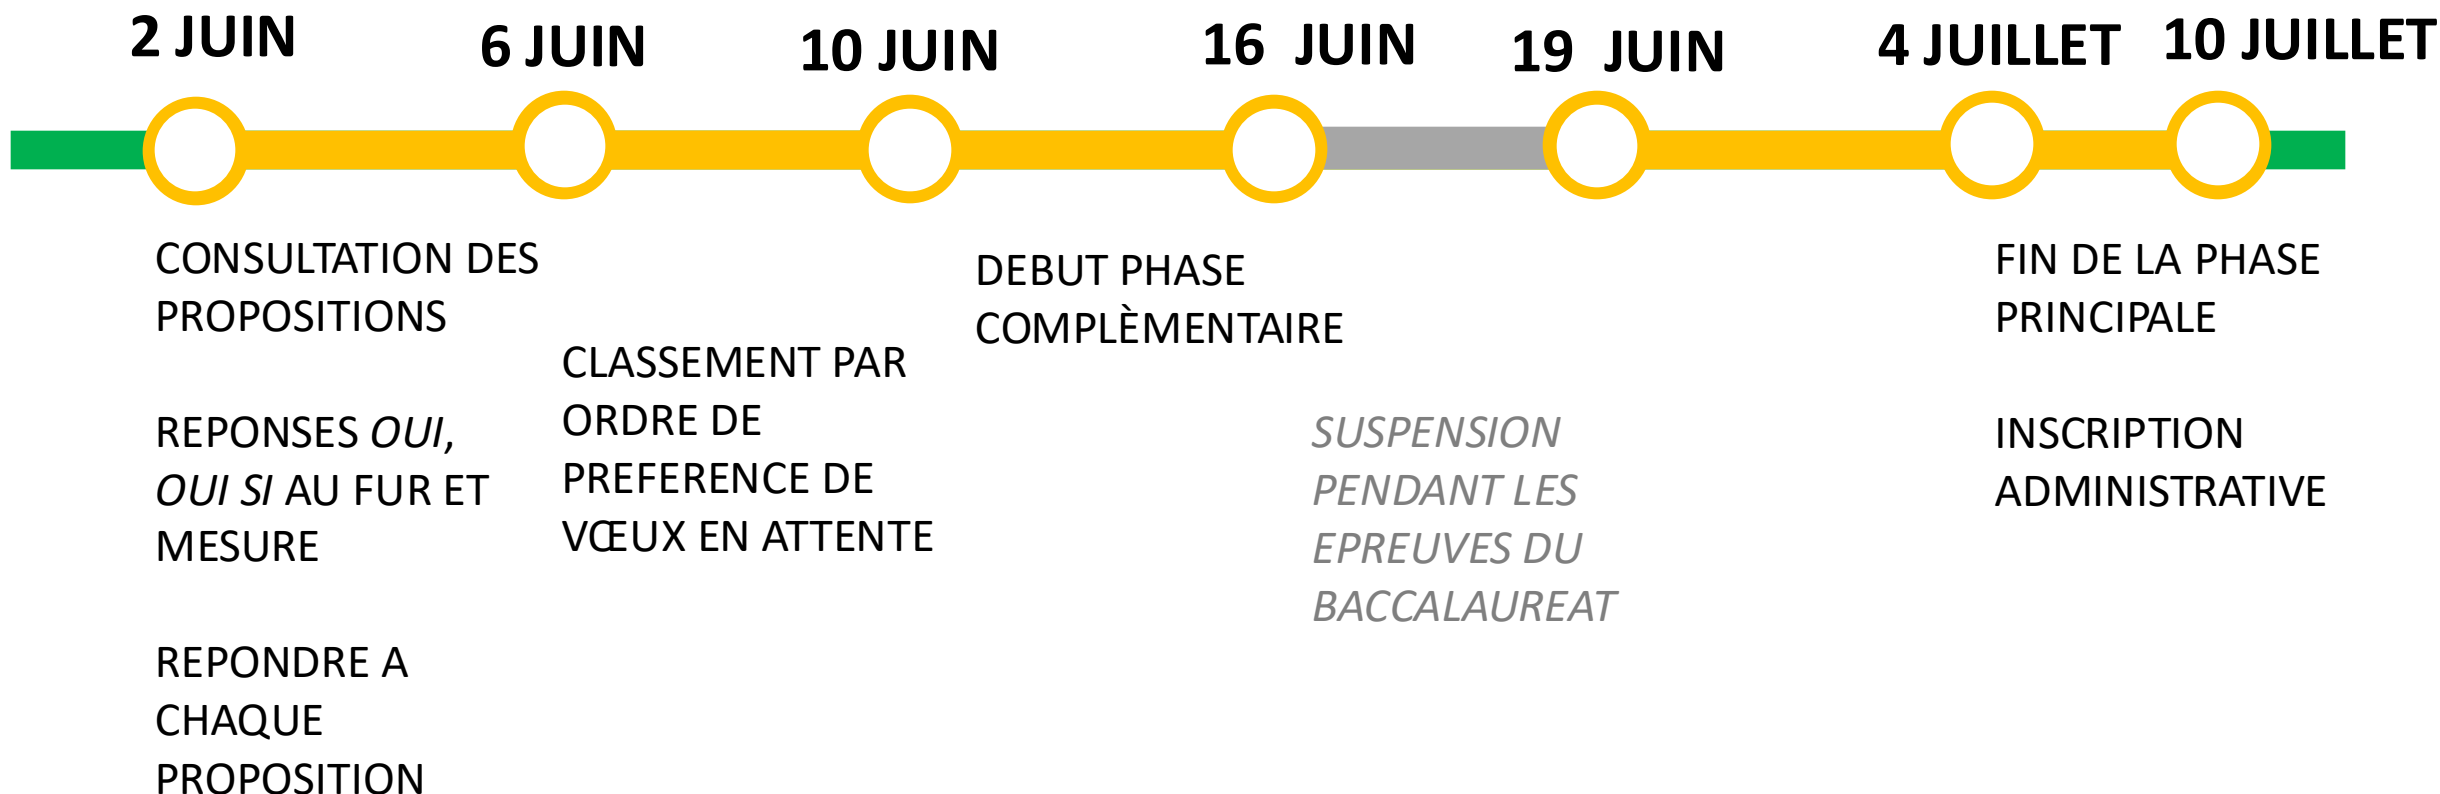 2 JUIN
6 JUIN
10 JUIN
16 JUIN
19 JUIN
4 JUILLET
10 JUILLET
CONSULTATION DES
PROPOSITIONS
REPONSES OUI,
OUI SI AU FUR ET
MESURE
REPONDRE A
CHAQUE
PROPOSITION
CLASSEMENT PAR
ORDRE DE
PREFERENCE DE
VŒUX EN ATTENTE
DEBUT PHASE
COMPLÈMENTAIRE
SUSPENSION
PENDANT LES
EPREUVES DU
BACCALAUREAT
FIN DE LA PHASE
PRINCIPALE
INSCRIPTION
ADMINISTRATIVE